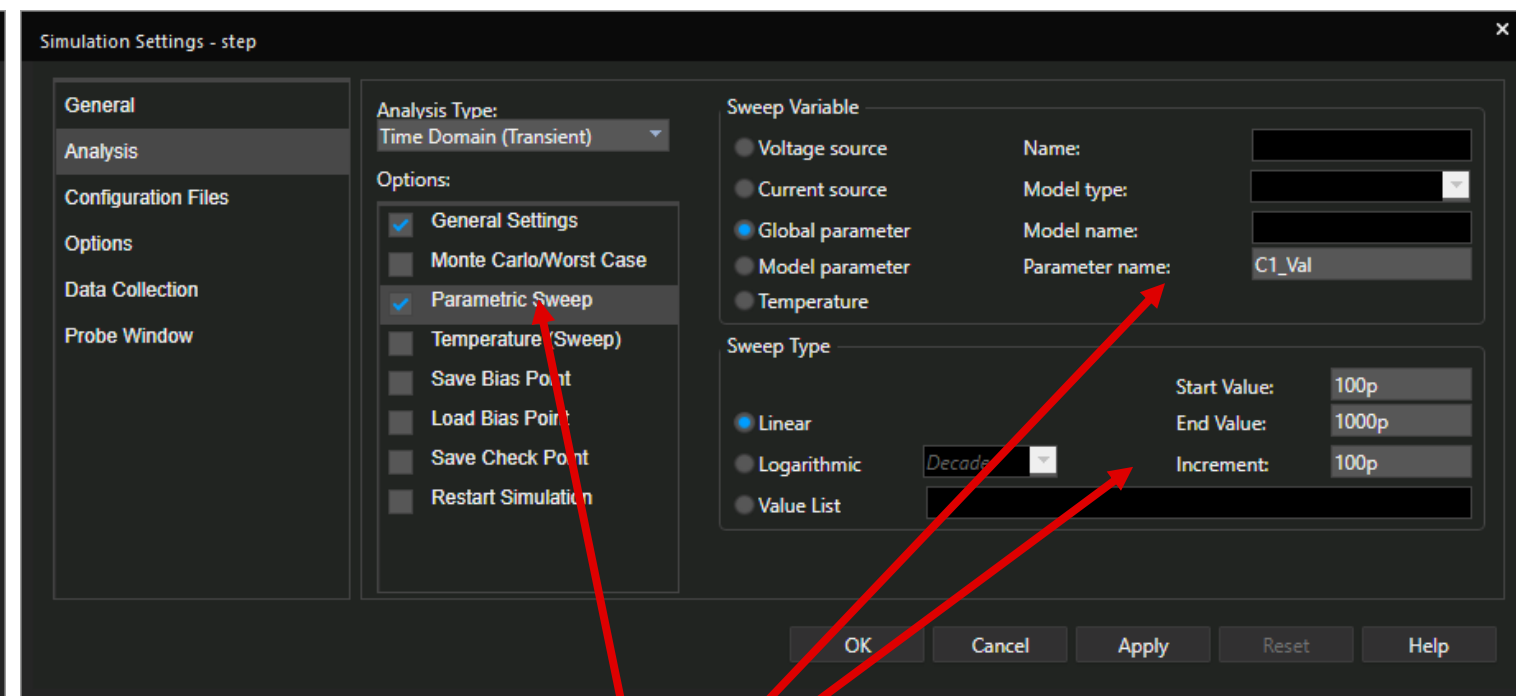 Simulation Settings - step
General
Analysis
Configuration Files
Options
Data Collection
Probe Window
Analysis Type:
Time Domain (Transient)
Options:
General Settings
Monte Carlo/Worst Case
Parametric Sweep
Temperature (Sweep)
Save Bias Point
Load Bias Point
Save Check Point
Restart Simulation
Sweep Variable
Voltage source
Current source
Global parameter
Model parameter
Temperature
Name:
Model type:
Model name:
Parameter name: C1_Val
Sweep Type
Linear
Logarithmic Decade
Value List
Start Value: 100p
End Value: 1000p
Increment: 100p
OK Cancel Apply Reset Help